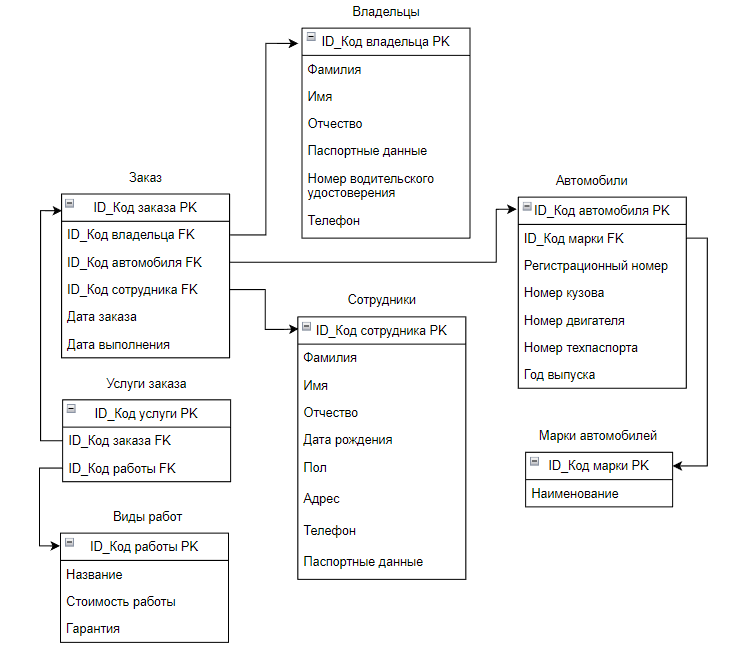 Владельцы
ID_Код владельца PK
Фамилия
Имя
Отчество
Паспортные данные
Номер водительского
удостоверения
Телефон
Заказ
ID_Код заказа PK
ID_Код владельца FK
ID_Код автомобиля FK
ID_Код сотрудника FK
Дата заказа
Дата выполнения
Автомобили
ID_Код автомобиля PK
ID_Код марки FK
Регистрационный номер
Номер кузова
Номер двигателя
Номер техпаспорта
Год выпуска
Сотрудники
ID_Код сотрудника PK
Фамилия
Имя
Отчество
Дата рождения
Пол
Адрес
Телефон
Паспортные данные
Услуги заказа
ID_Код услуги PK
ID_Код заказа FK
ID_Код работы FK
Марки автомобилей
ID_Код марки PK
Наименование
Виды работ
ID_Код работы PK
Название
Стоимость работы
Гарантия